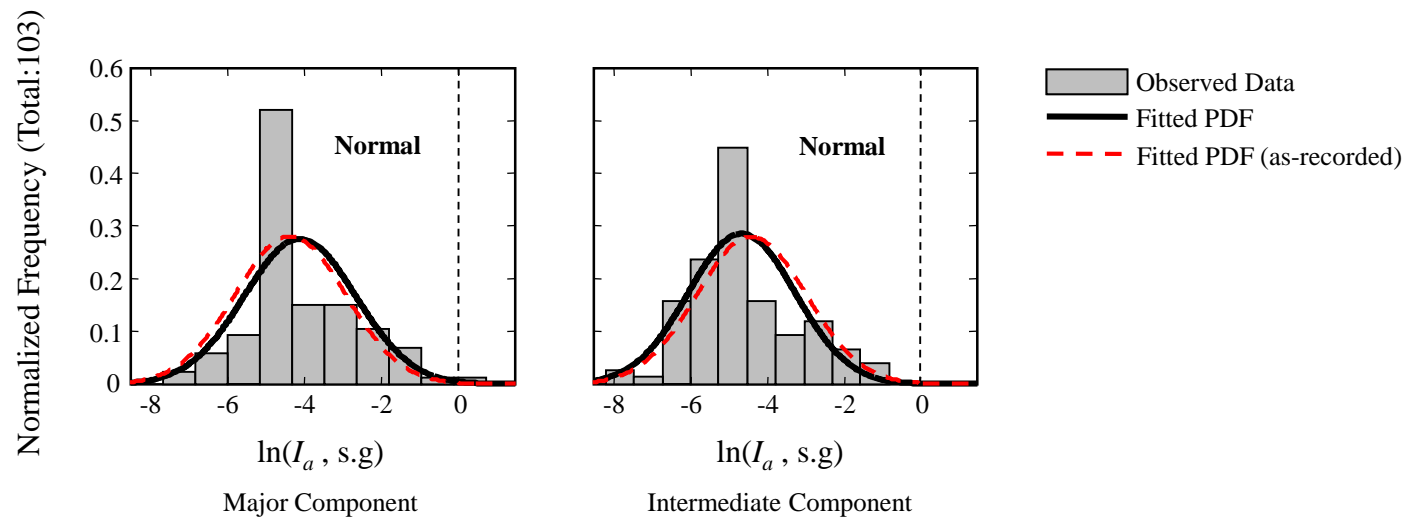 Normalized Frequency (Total:103)
0.6
0.5
0.4
0.3
0.2
0.1
0
Normal
-8 -6 -4 -2 0
ln(Iₐ , s.g)
Major Component
Normal
-8 -6 -4 -2 0
ln(Iₐ , s.g)
Intermediate Component
Observed Data
Fitted PDF
Fitted PDF (as-recorded)